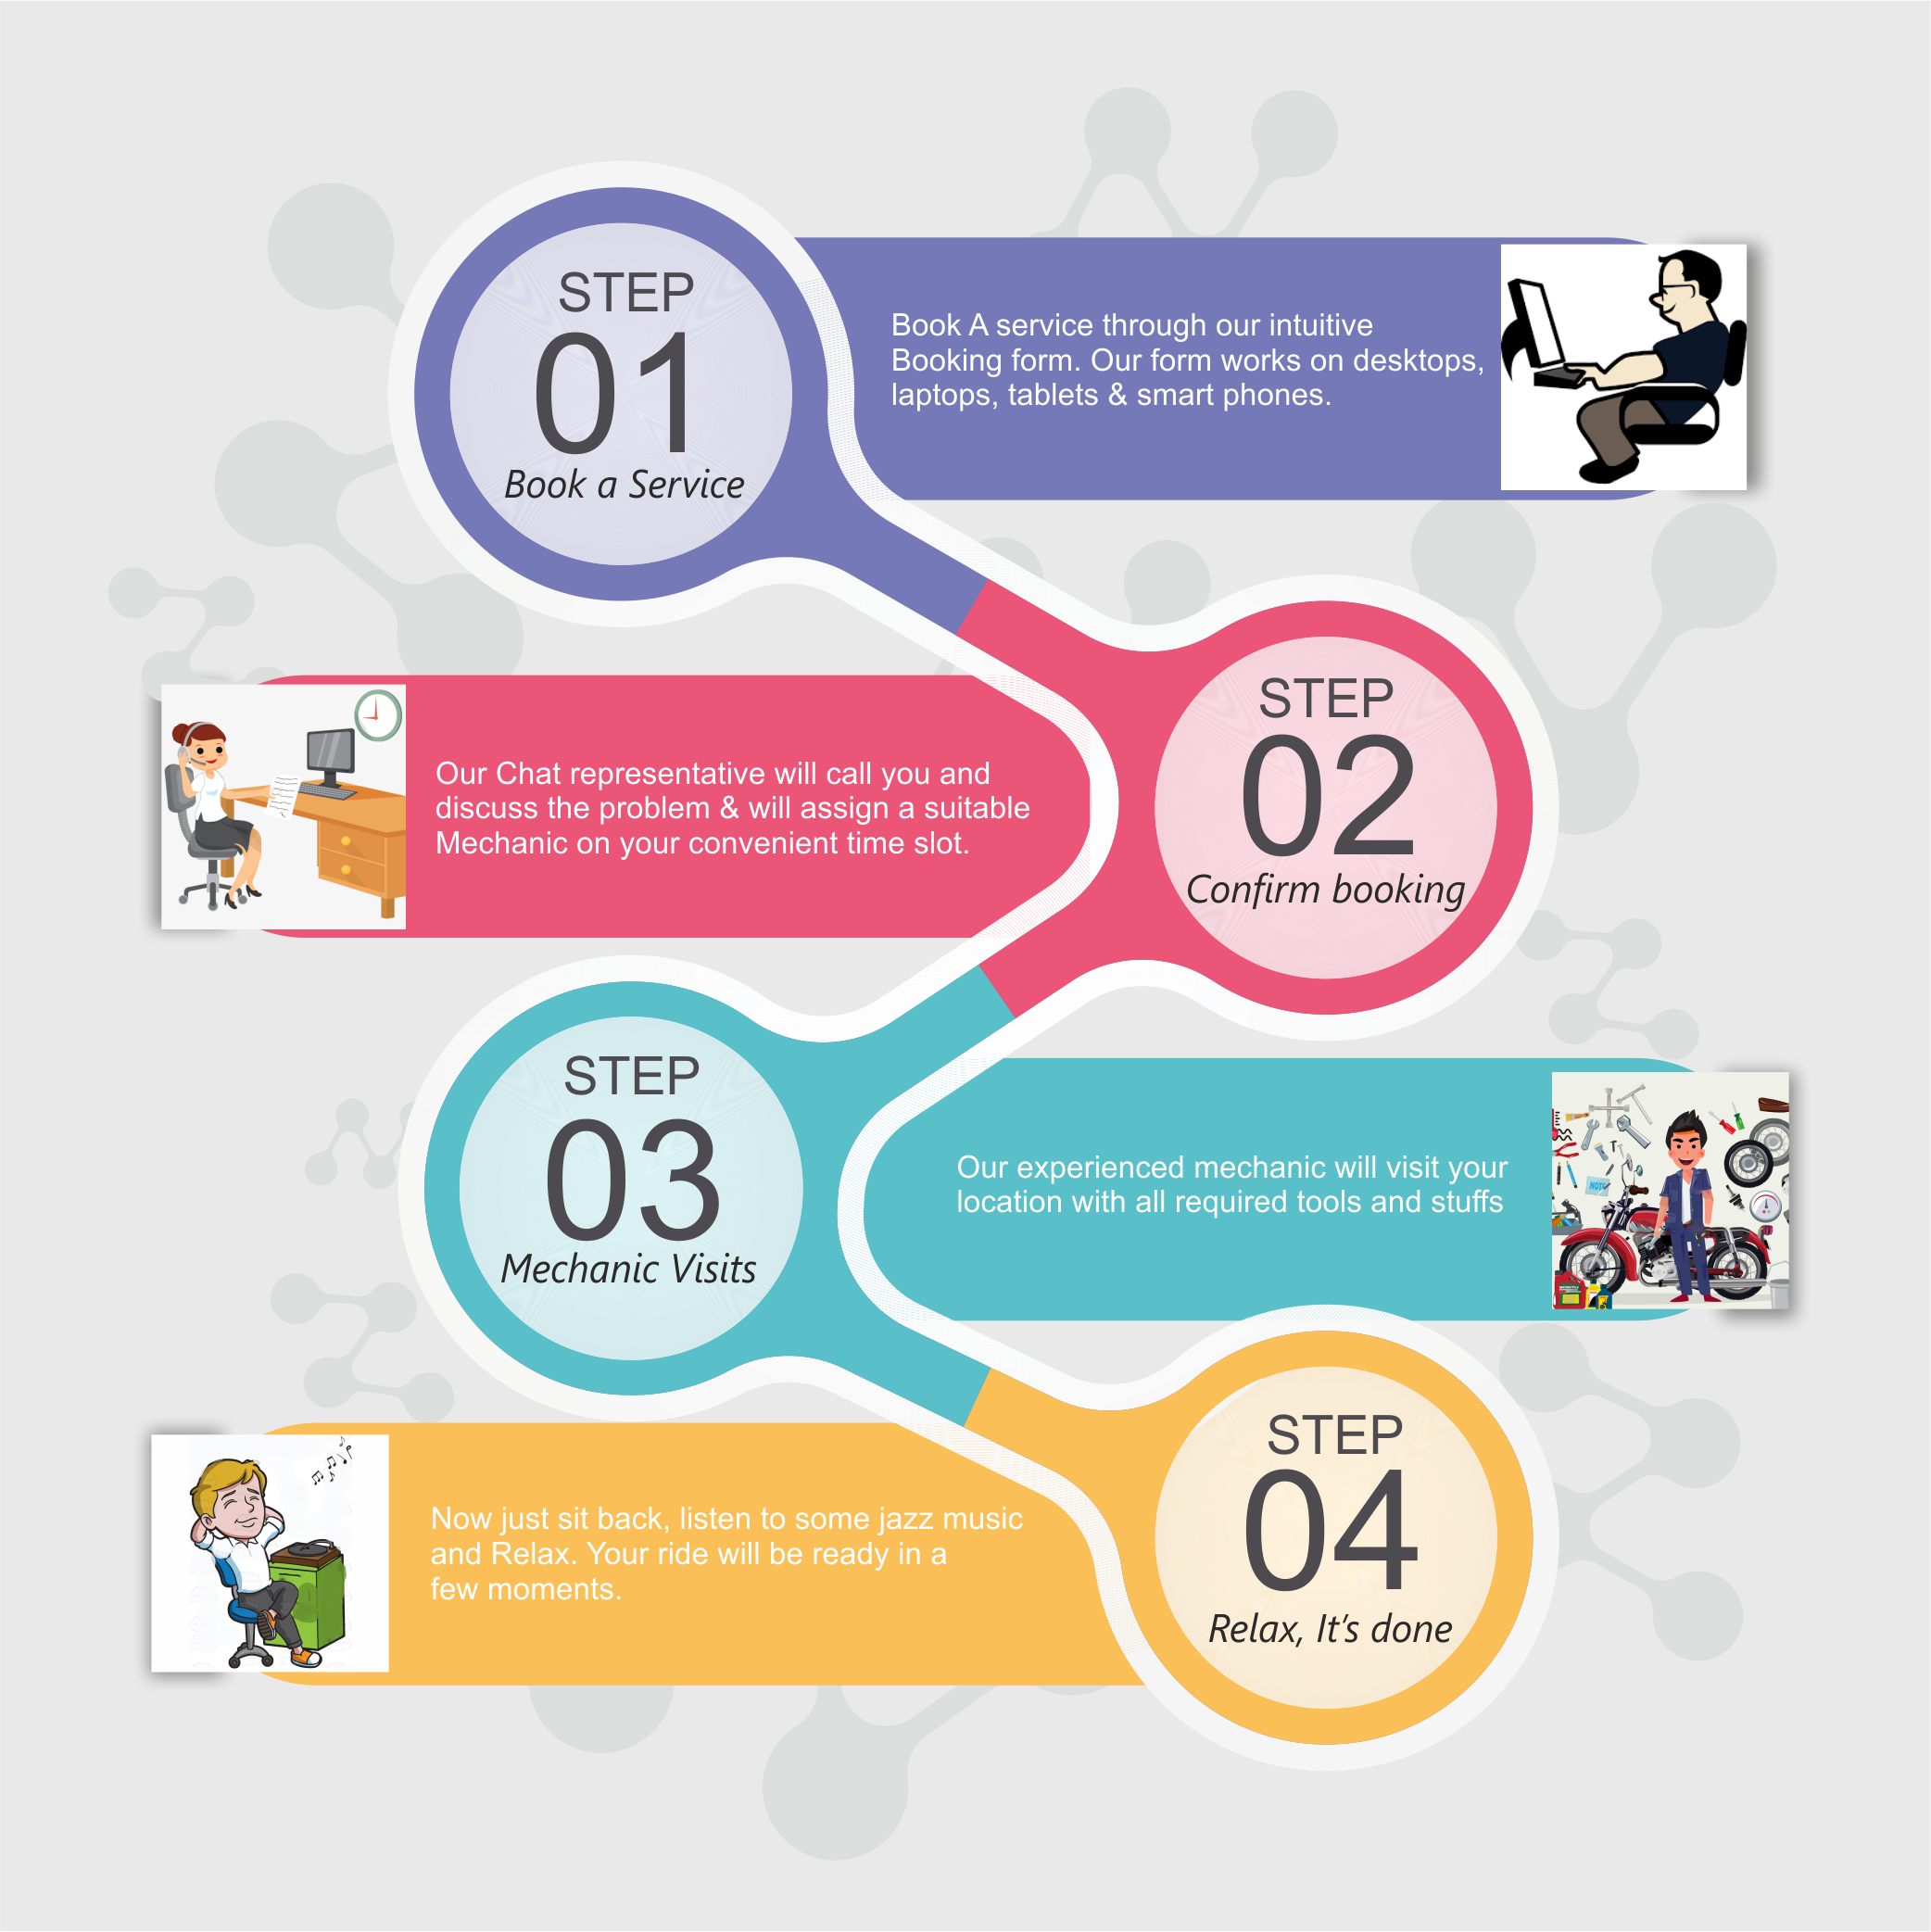 STEP
01
Book a Service
Book A service through our intuitive
Booking form. Our form works on desktops,
laptops, tablets & smart phones.
STEP
02
Confirm booking
Our Chat representative will call you and
discuss the problem & will assign a suitable
Mechanic on your convenient time slot.
STEP
03
Mechanic Visits
Our experienced mechanic will visit your
location with all required tools and stuffs
NOTE
STEP
04
Relax, It's done
Now just sit back, listen to some jazz music
and Relax. Your ride will be ready in a
few moments.